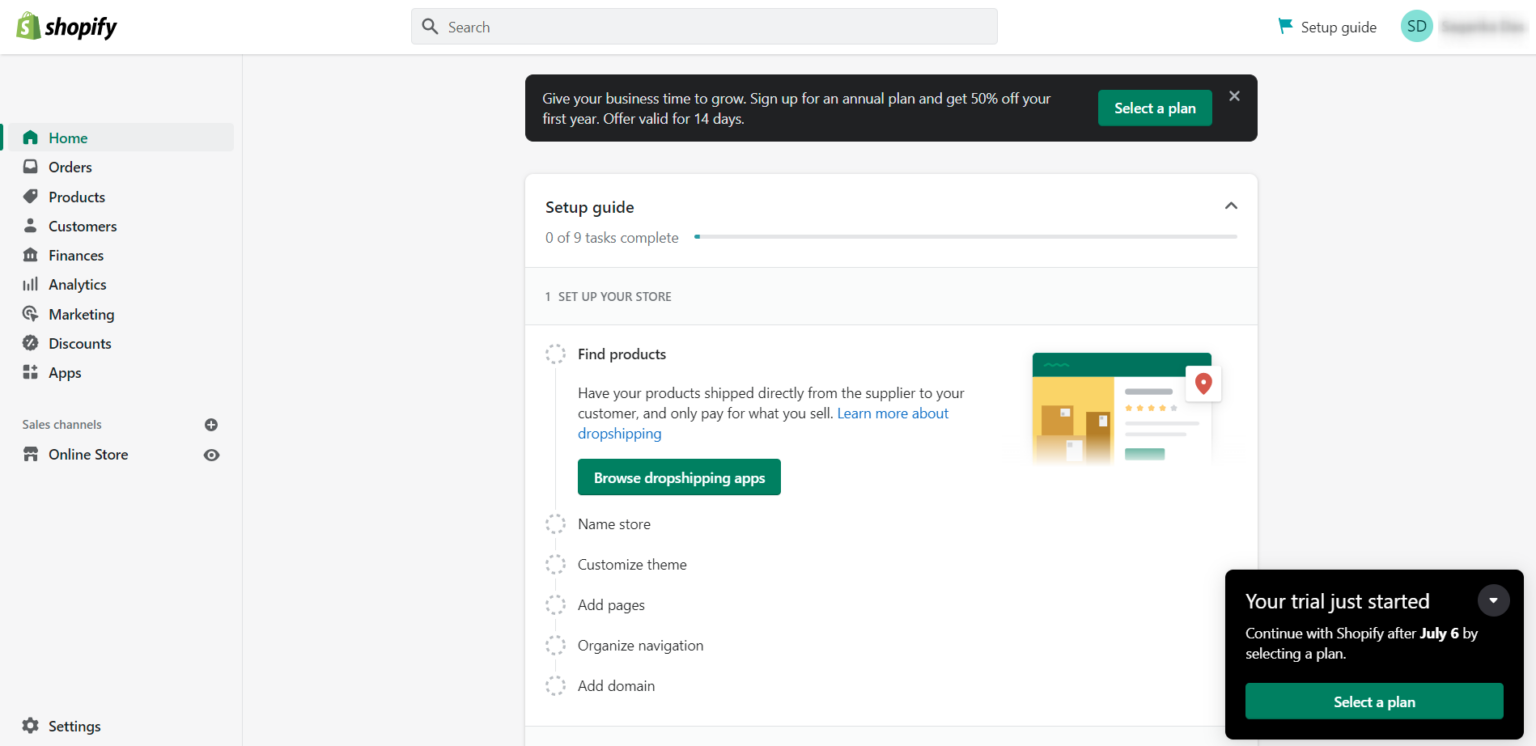 shopify
Search
Setup guide
SD
Home
Orders
Products
Customers
Finances
Analytics
Marketing
Discounts
Apps
Sales channels
Online Store
Settings
Give your business time to grow. Sign up for an annual plan and get 50% off your
first year. Offer valid for 14 days.
Select a plan
Setup guide
0 of 9 tasks complete
1 SET UP YOUR STORE
Find products
Have your products shipped directly from the supplier to your
customer, and only pay for what you sell. Learn more about
dropshipping
Browse dropshipping apps
Name store
Customize theme
Add pages
Organize navigation
Add domain
Your trial just started
Continue with Shopify after July 6 by
selecting a plan.
Select a plan